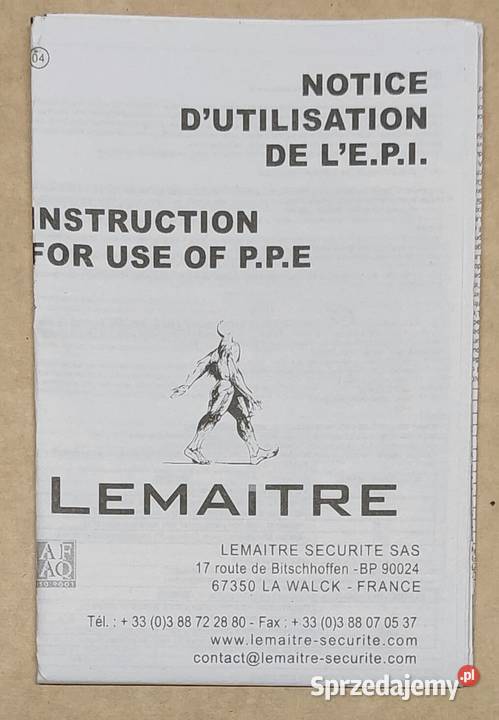 04
NOTICE
D'UTILISATION
DE L'E.P.I.
INSTRUCTION
FOR USE OF P.P.E
LEMAiTRE
AF
AQ
LEMAITRE SECURITE SAS
17 route de Bitschhoffen -BP 90024
67350 LA WALCK - FRANCE
Tél. : + 33 (0)3 88 72 28 80 - Fax : + 33 (0)3 88 07 05 37
www.lemaitre-securite.com
contact@lemaitre-securite.com
Sprzedajemy.pl